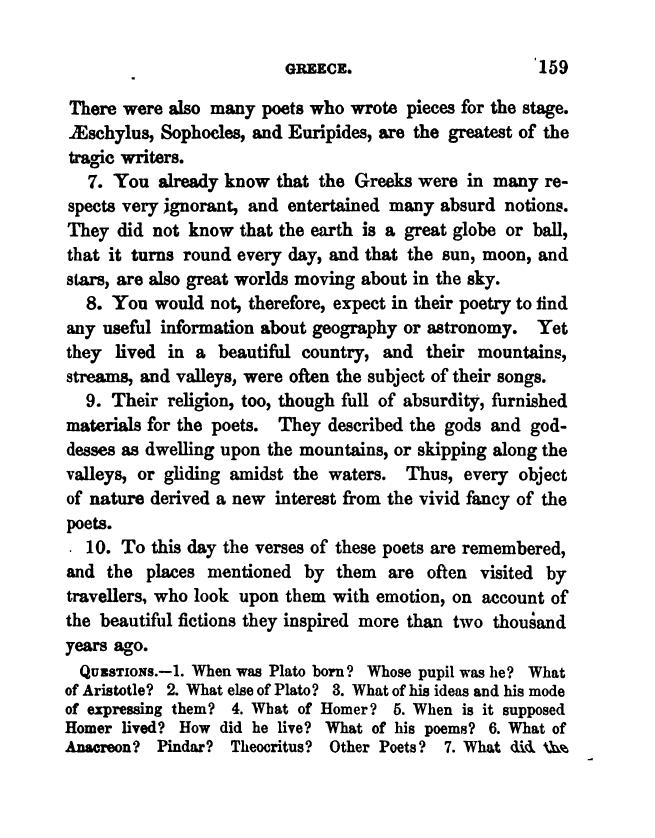 GREECE. 159
There were also many poets who wrote pieces for the stage.
Æschylus, Sophocles, and Euripides, are the greatest of the
tragic writers.
7. You already know that the Greeks were in many re-
spects very ignorant, and entertained many absurd notions.
They did not know that the earth is a great globe or ball,
that it turns round every day, and that the sun, moon, and
stars, are also great worlds moving about in the sky.
8. You would not, therefore, expect in their poetry to find
any useful information about geography or astronomy. Yet
they lived in a beautiful country, and their mountains,
streams, and valleys, were often the subject of their songs.
9. Their religion, too, though full of absurdity, furnished
materials for the poets. They described the gods and god-
desses as dwelling upon the mountains, or skipping along the
valleys, or gliding amidst the waters. Thus, every object
of nature derived a new interest from the vivid fancy of the
poets.
10. To this day the verses of these poets are remembered,
and the places mentioned by them are often visited by
travellers, who look upon them with emotion, on account of
the beautiful fictions they inspired more than two thousand
years ago.
QUESTIONS.—1. When was Plato born? Whose pupil was he? What
of Aristotle? 2. What else of Plato? 3. What of his ideas and his mode
of expressing them? 4. What of Homer? 5. When is it supposed
Homer lived? How did he live? What of his poems? 6. What of
Anacreon? Pindar? Theocritus? Other Poets? 7. What did the